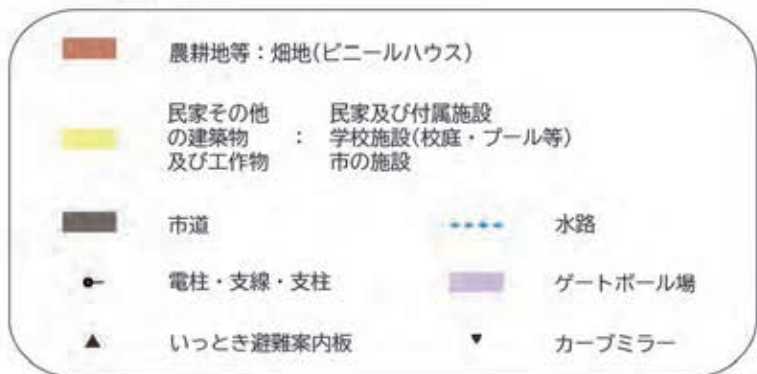 農耕地等：畑地(ビニールハウス)
民家その他 民家及び付属施設
の建築物 ： 学校施設(校庭・プール等)
及び工作物 市の施設
市道 水路
電柱・支線・支柱 ゲートボール場
いっとき避難案内板 カーブミラー